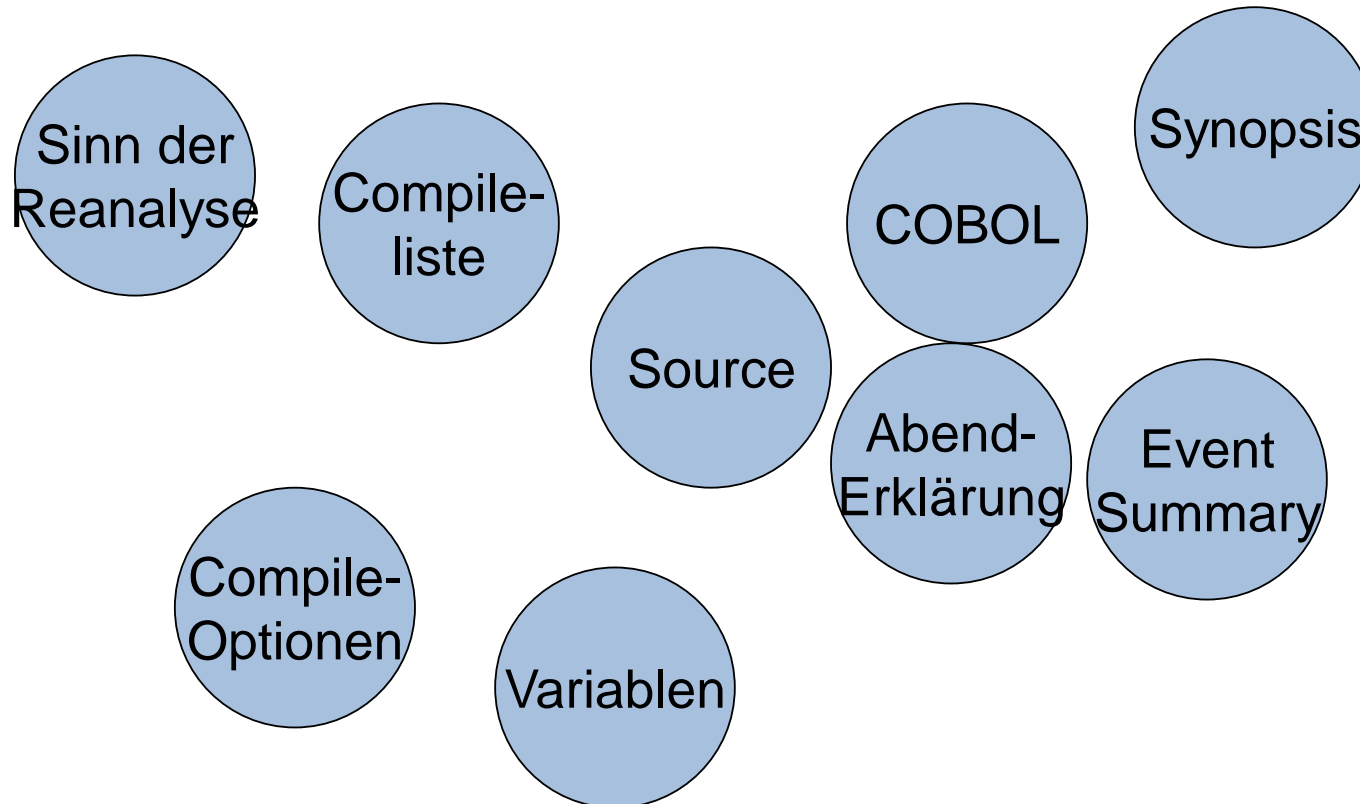 Sinn der
Reanalyse
Compile-
liste
Source
COBOL
Synopsis
Abend-
Erklärung
Event
Summary
Compile-
Optionen
Variablen